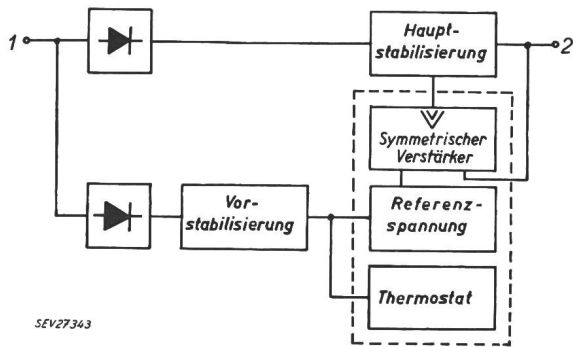 1
Haupt-
stabilisierung
2
Symmetrischer
Verstärker
Vor-
stabilisierung
Referenz-
spannung
Thermostat
SEV27343